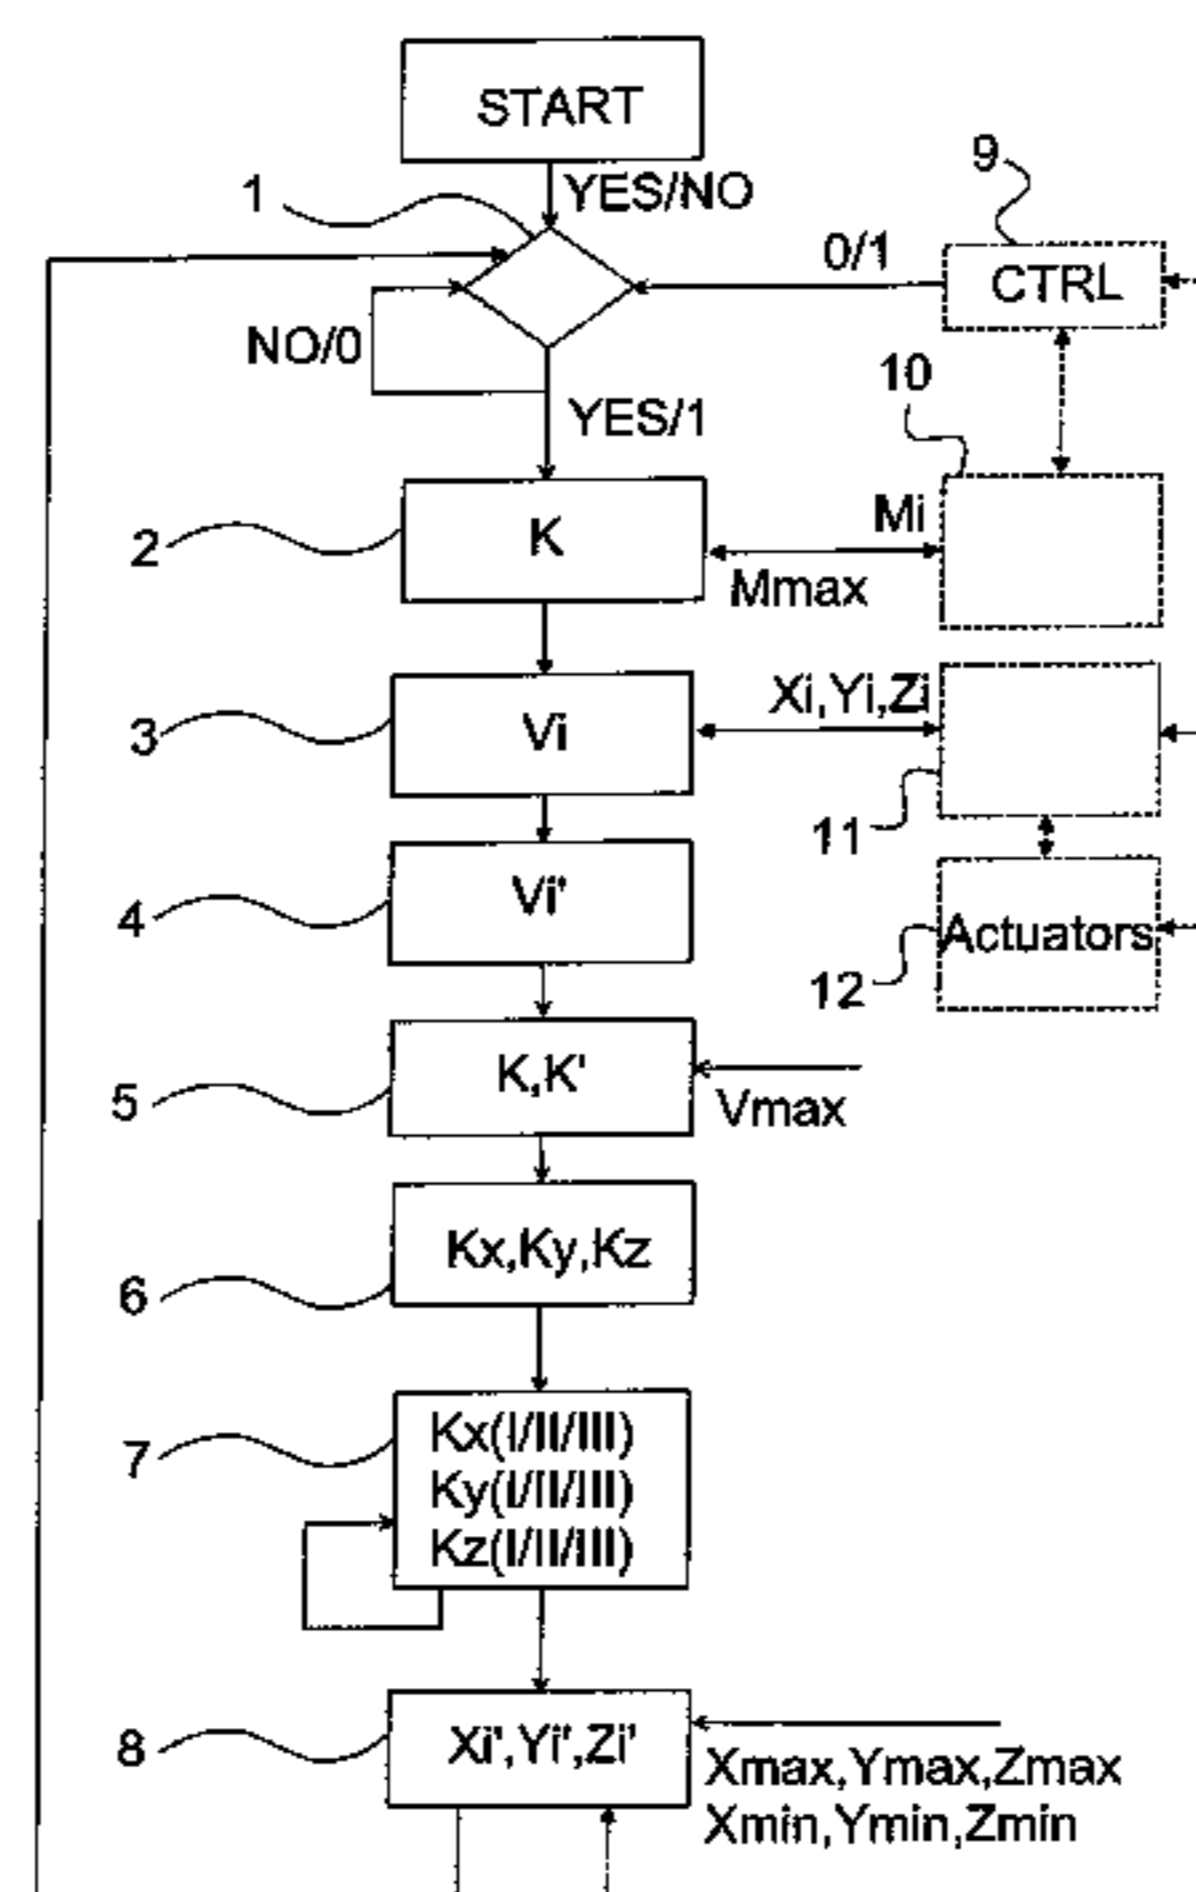 START
YES/NO
1
9
0/1
CTRL
NO/0
10
YES/1
2
K
Mi
Mmax
3
Vi
Xi,Yi,Zi
11
4
Vi'
12
Actuators
5
K,K'
Vmax
6
Kx,Ky,Kz
7
Kx(I/II/III)
Ky(I/II/III)
Kz(I/II/III)
8
Xi',Yi',Zi'
Xmax,Ymax,Zmax
Xmin,Ymin,Zmin